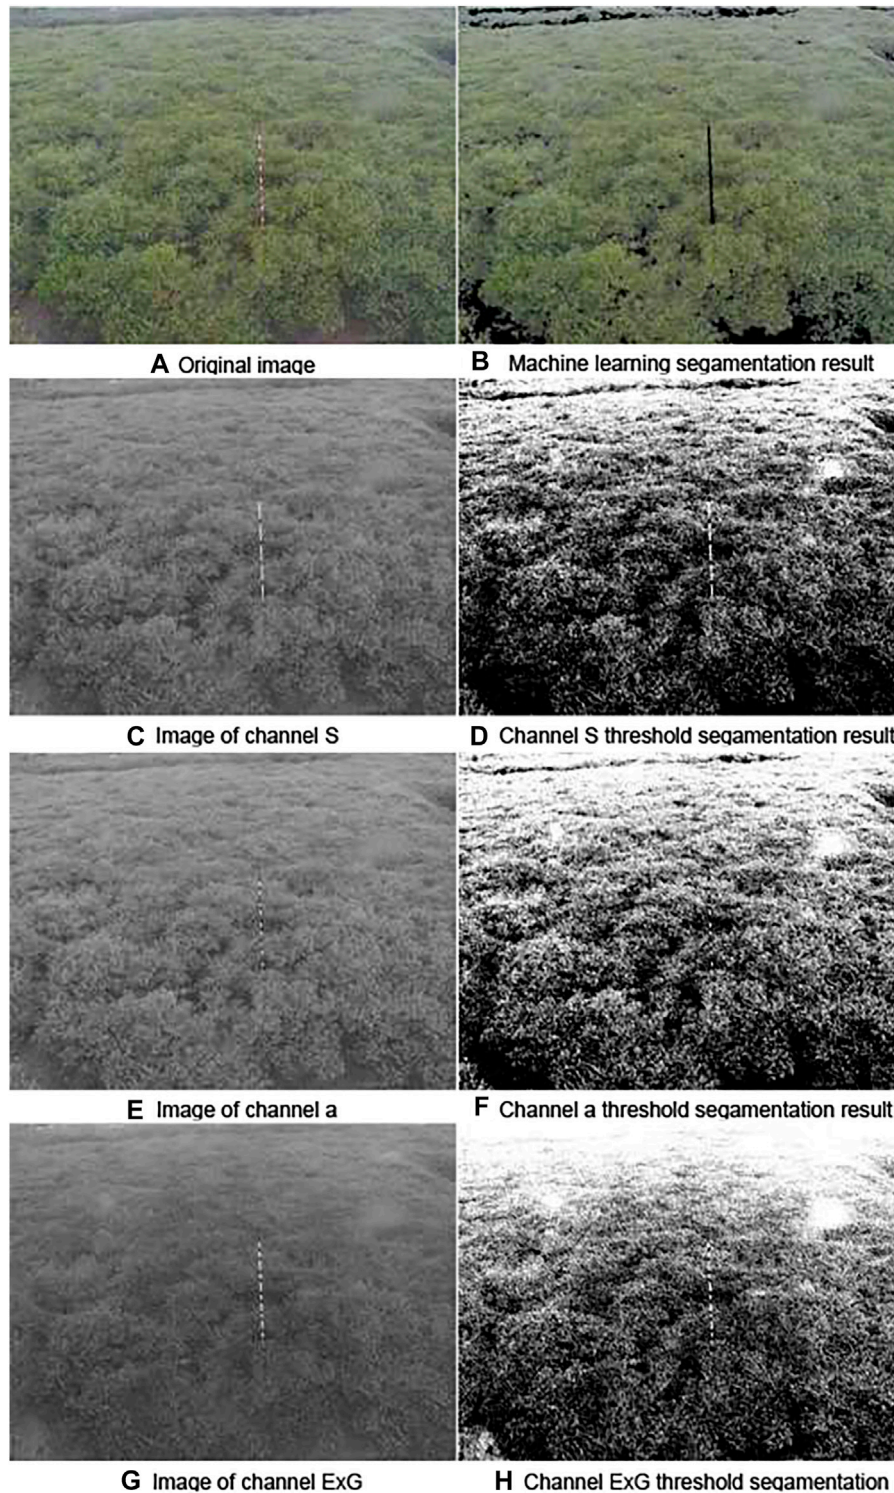 A Original image
B Machine learning segamentation result
C Image of channel S
D Channel S threshold segamentation result
E Image of channel a
F Channel a threshold segamentation result
G Image of channel ExG
H Channel ExG threshold segamentation